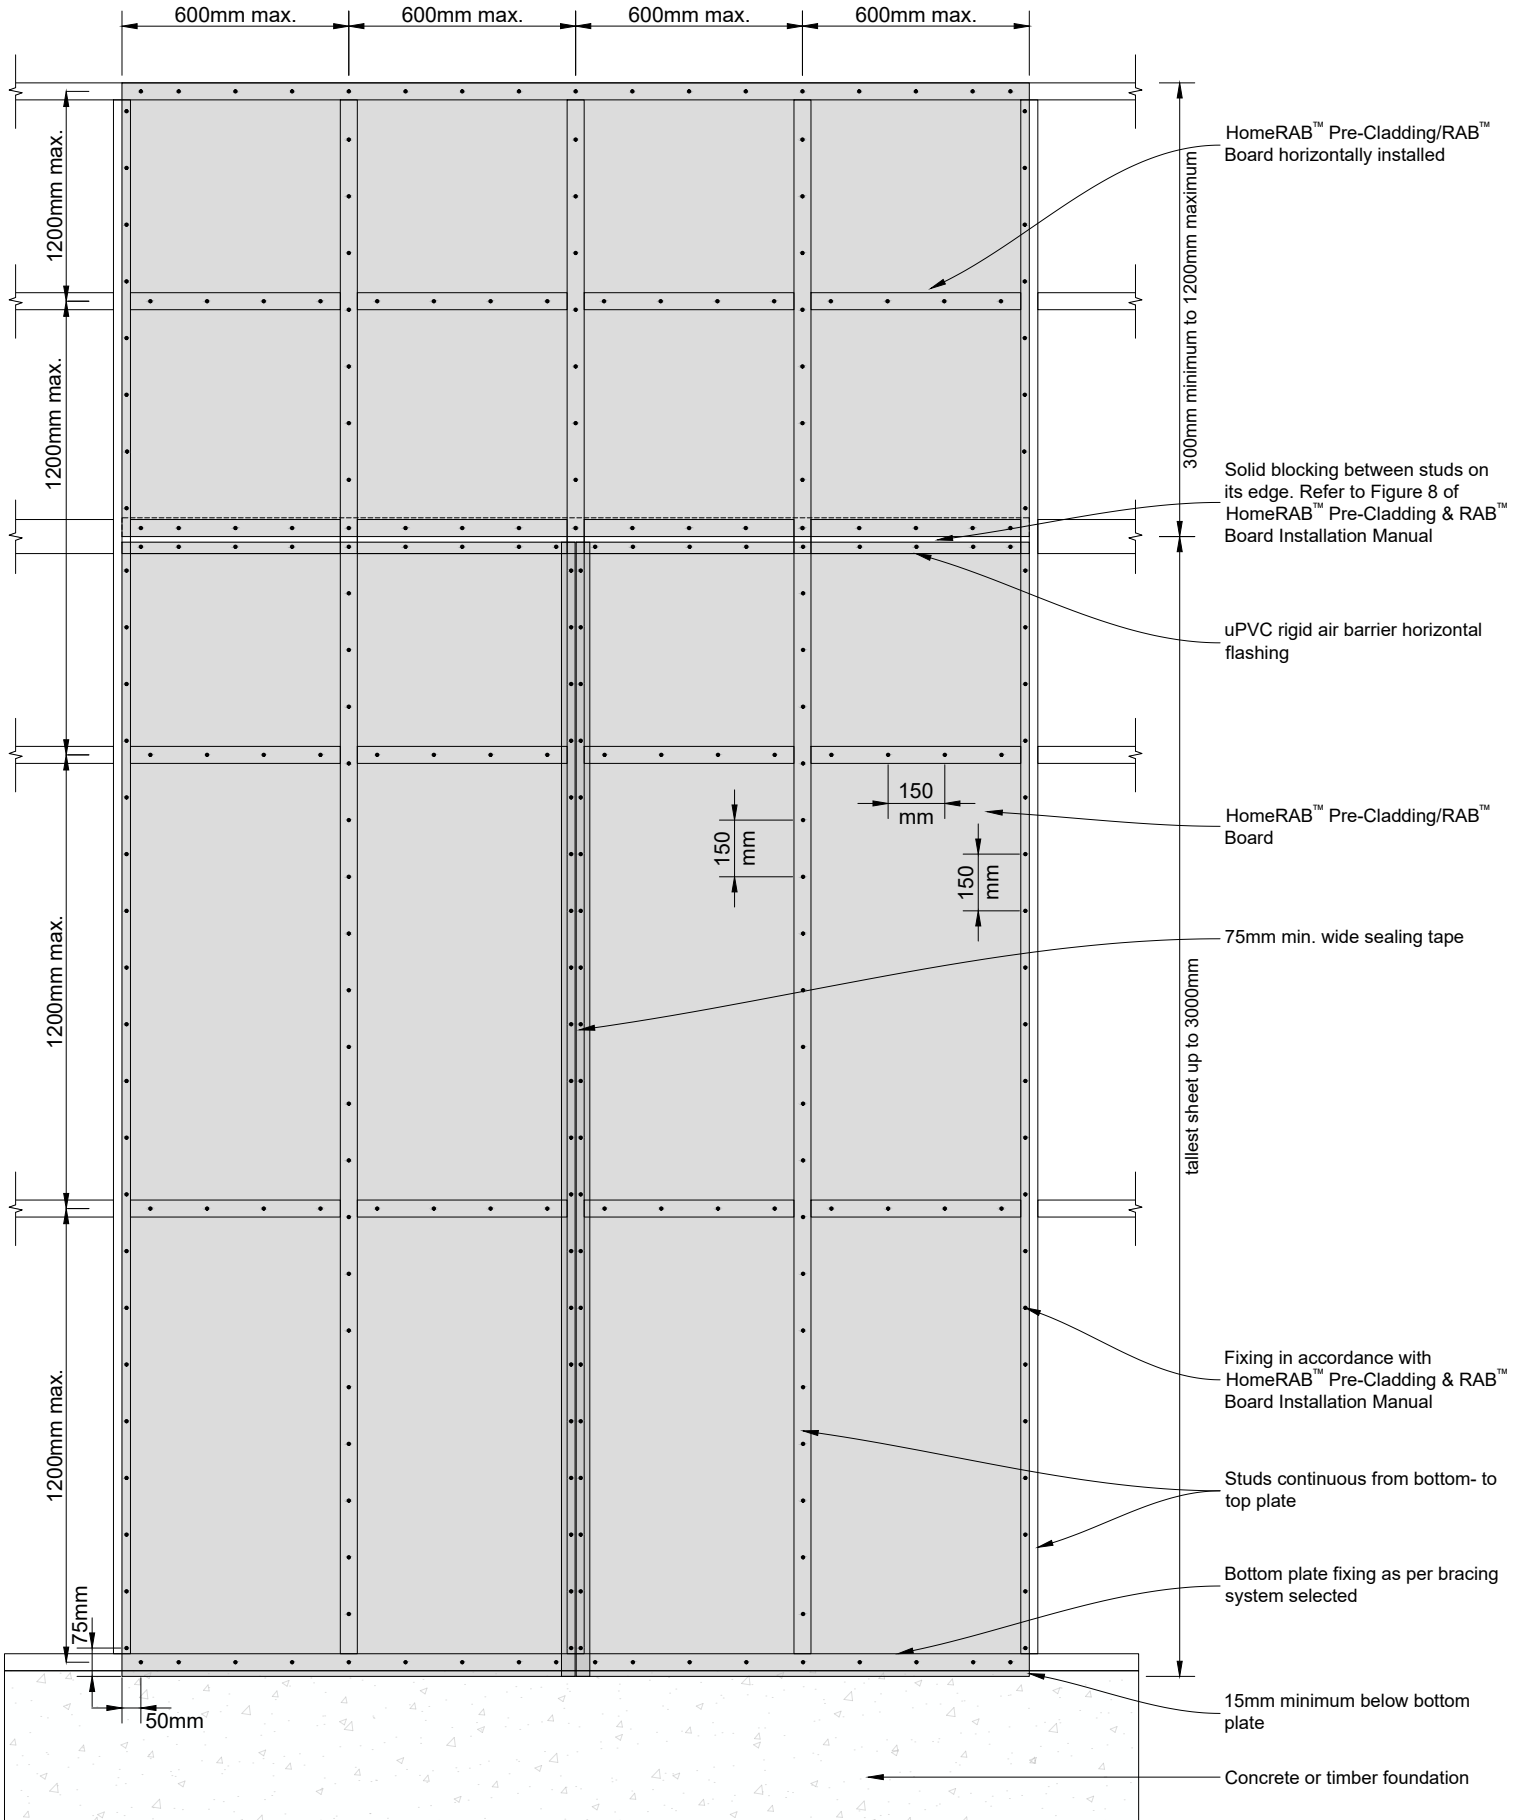 600mm max.
600mm max.
600mm max.
600mm max.
1200mm max.
1200mm max.
1200mm max.
1200mm max.
75mm
50mm
150
mm
150
mm
150
mm
300mm minimum to 1200mm maximum
tallest sheet up to 3000mm
HomeRAB™ Pre-Cladding/RAB™
Board horizontally installed
Solid blocking between studs on
its edge. Refer to Figure 8 of
HomeRAB™ Pre-Cladding & RAB™
Board Installation Manual
uPVC rigid air barrier horizontal
flashing
HomeRAB™ Pre-Cladding/RAB™
Board
75mm min. wide sealing tape
Fixing in accordance with
HomeRAB™ Pre-Cladding & RAB™
Board Installation Manual
Studs continuous from bottom- to
top plate
Bottom plate fixing as per bracing
system selected
15mm minimum below bottom
plate
Concrete or timber foundation